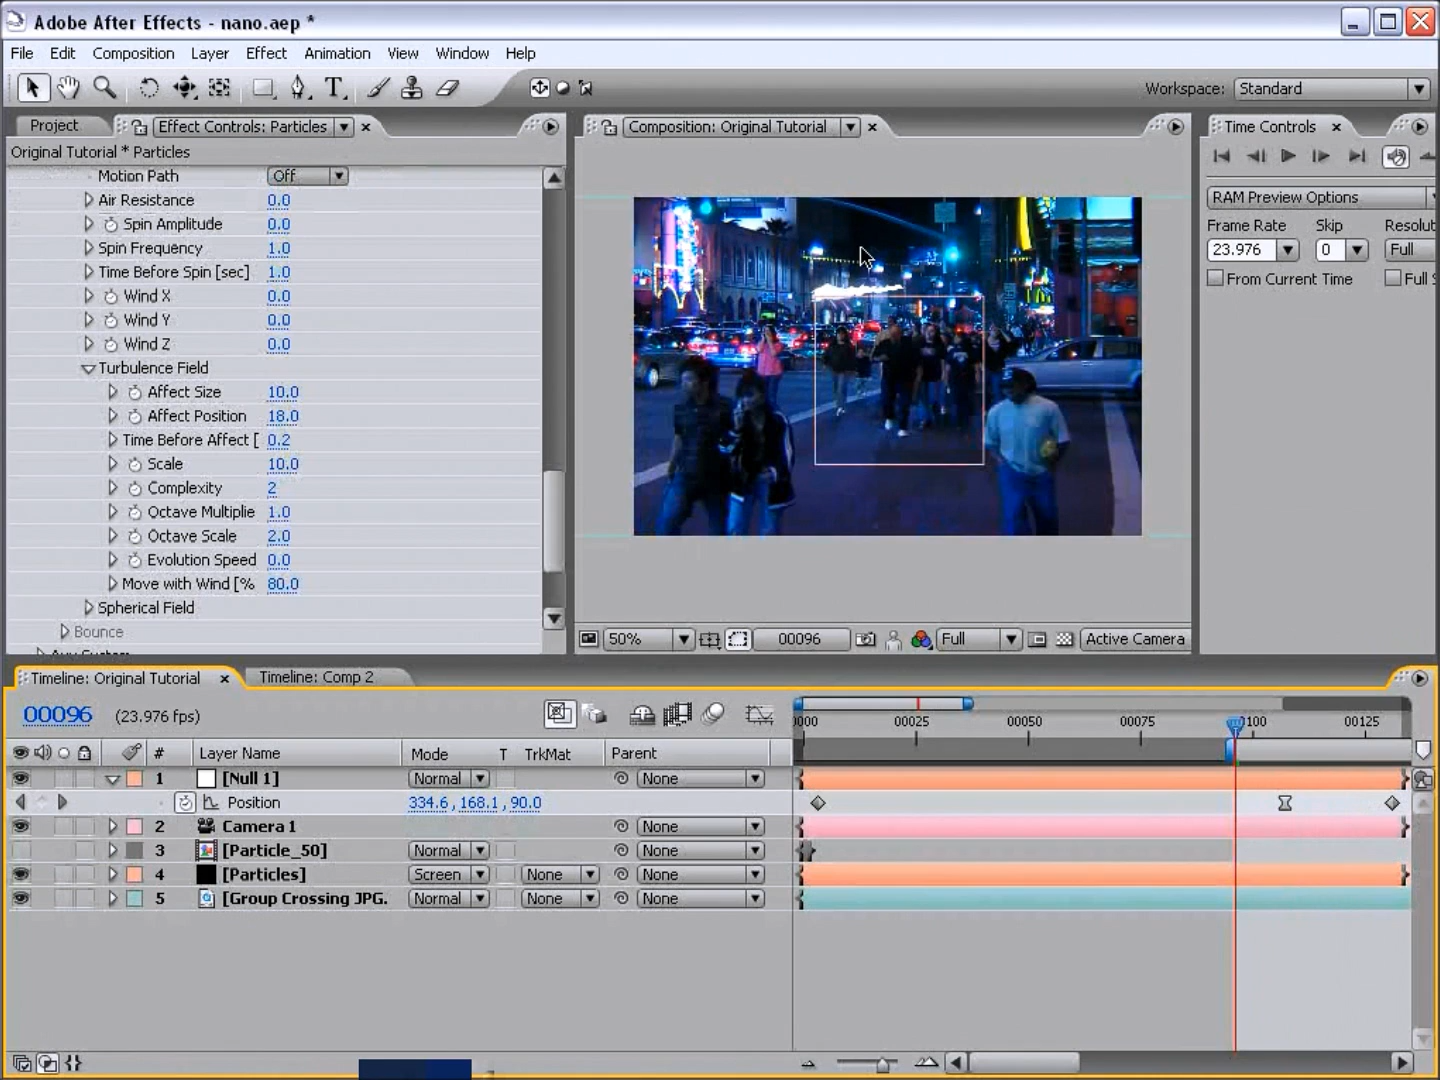 Adobe After Effects - nano.aep *
File Edit Composition Layer Effect Animation View Window Help
Workspace: Standard
Project Effect Controls: Particles
Composition: Original Tutorial
Time Controls
Original Tutorial * Particles
Motion Path Off
Air Resistance 0.0
Spin Amplitude 0.0
Spin Frequency 1.0
Time Before Spin [sec] 1.0
Wind X 0.0
Wind Y 0.0
Wind Z 0.0
Turbulence Field
Affect Size 10.0
Affect Position 18.0
Time Before Affect [ 0.2
Scale 10.0
Complexity 2
Octave Multiplie 1.0
Octave Scale 2.0
Evolution Speed 0.0
Move with Wind [% 80.0
Spherical Field
Bounce
RAM Preview Options
Frame Rate Skip Resolut
23.976 0 Full
From Current Time Full S
50% 00096 Full Active Camera
Timeline: Original Tutorial Timeline: Comp 2
00096 (23.976 fps)
0000 00025 00050 00075 0100 00125
# Layer Name Mode T TrkMat Parent
1 [Null 1] Normal None
Position 334.6, 168.1, 90.0
2 Camera 1 None
3 [Particle_50] Normal None
4 [Particles] Screen None None
5 [Group Crossing JPG. Normal None None